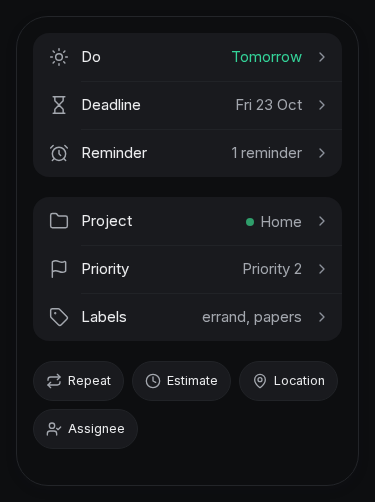 Do Tomorrow
Deadline Fri 23 Oct
Reminder 1 reminder
Project Home
Priority Priority 2
Labels errand, papers
Repeat Estimate Location
Assignee